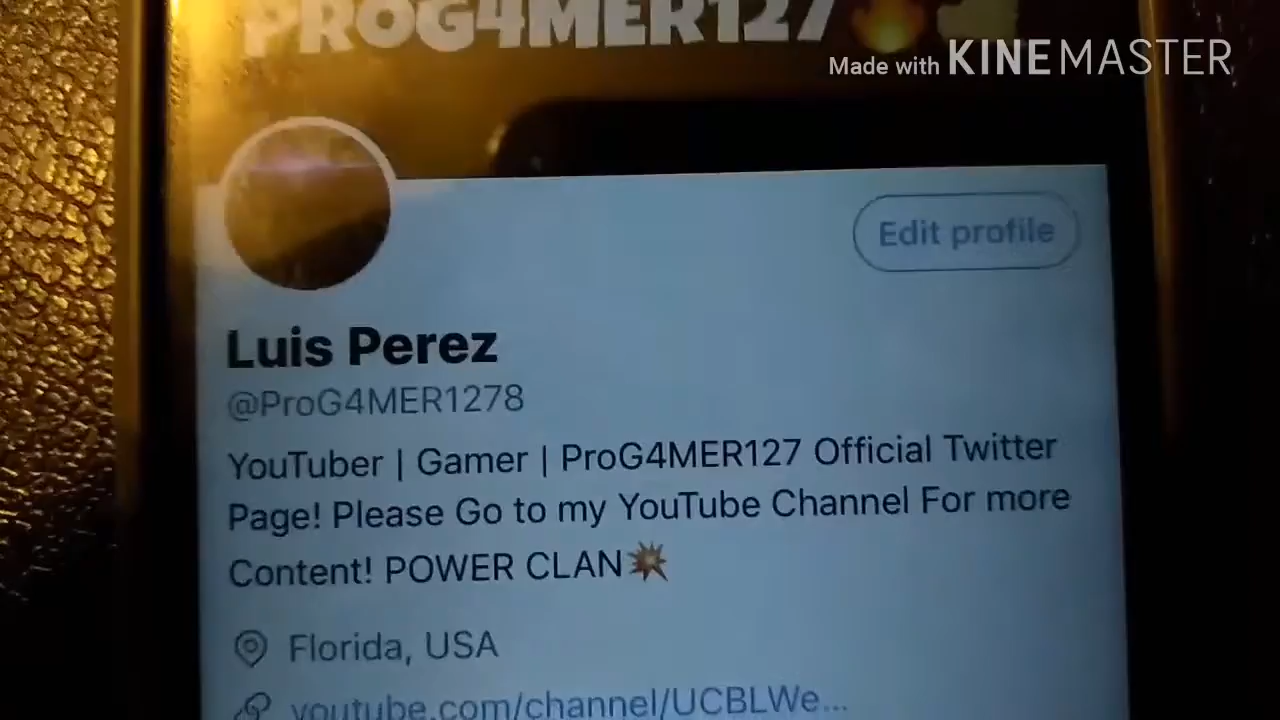 PROG4MER127🔥
Made with KINEMASTER
Edit profile
Luis Perez
@ProG4MER1278
YouTuber | Gamer | ProG4MER127 Official Twitter
Page! Please Go to my YouTube Channel For more
Content! POWER CLAN💥
Florida, USA
youtube.com/channel/UCBLWe...